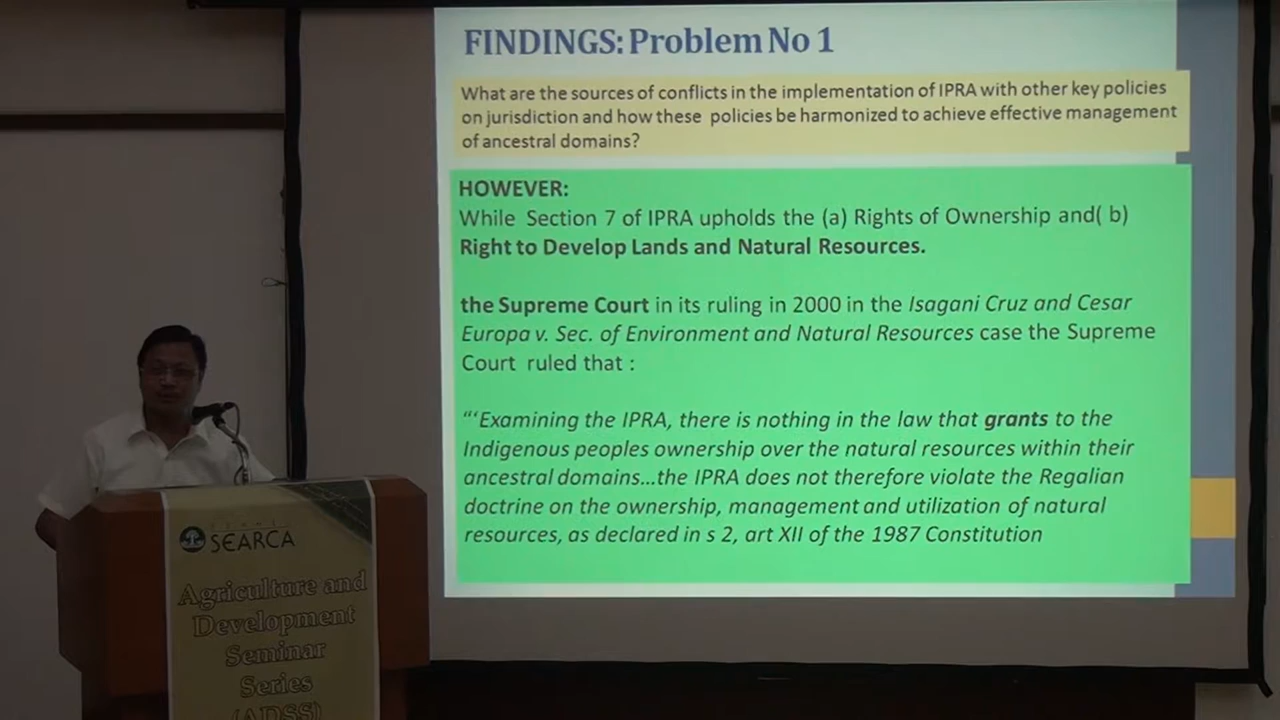 FINDINGS: Problem No 1
What are the sources of conflicts in the implementation of IPRA with other key policies
on jurisdiction and how these policies be harmonized to achieve effective management
of ancestral domains?
HOWEVER:
While Section 7 of IPRA upholds the (a) Rights of Ownership and( b)
Right to Develop Lands and Natural Resources.
the Supreme Court in its ruling in 2000 in the Isagani Cruz and Cesar
Europa v. Sec. of Environment and Natural Resources case the Supreme
Court ruled that :
"‘Examining the IPRA, there is nothing in the law that grants to the
Indigenous peoples ownership over the natural resources within their
ancestral domains...the IPRA does not therefore violate the Regalian
doctrine on the ownership, management and utilization of natural
resources, as declared in s 2, art XII of the 1987 Constitution
SEARCA
Agriculture and
Development
Seminar
Series
(ADSS)